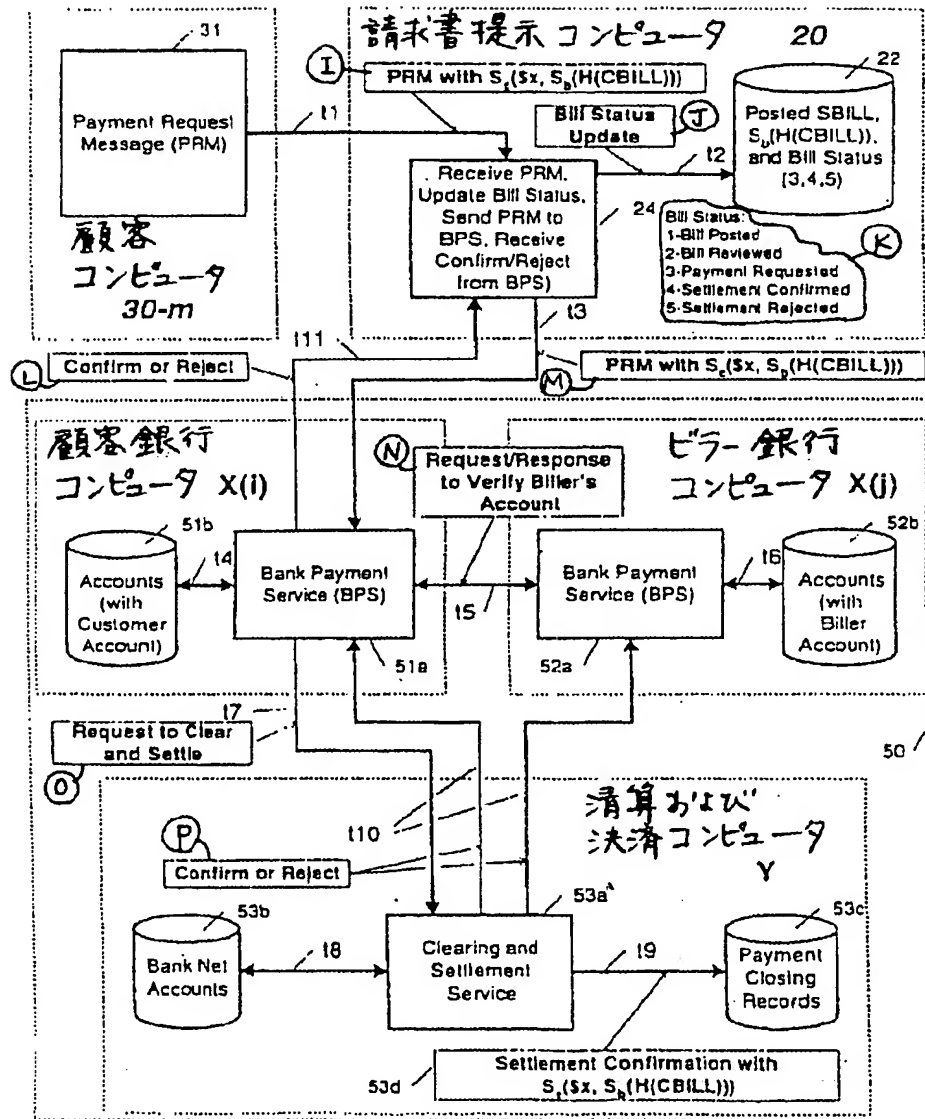 31
Payment Request
Message (PRM)
t1
顧客
コンピュータ
30-m
請求書提示コンピュータ 20
I
PRM with Sc($x, Sb(H(CBILL)))
Bill Status
Update
J
t2
22
Posted SBILL,
Sb(H(CBILL)),
and Bill Status
(3,4,5)
Receive PRM,
Update Bill Status,
Send PRM to
BPS, Receive
Confirm/Reject
from BPS)
24
Bill Status:
1-Bill Posted
2-Bill Reviewed
3-Payment Requested
4-Settlement Confirmed
5-Settlement Rejected
K
t3
t11
L
Confirm or Reject
M
PRM with Sc($x, Sb(H(CBILL)))
顧客銀行
コンピュータ X(i)
N
Request/Response
to Verify Biller's
Account
ビラー銀行
コンピュータ X(j)
51b
Accounts
(with
Customer
Account)
t4
Bank Payment
Service (BPS)
51a
t5
Bank Payment
Service (BPS)
52a
t6
52b
Accounts
(with
Biller
Account)
t7
Request to Clear
and Settle
O
50
清算および
決済コンピュータ
Y
t10
P
Confirm or Reject
53b
Bank Net
Accounts
t8
53a
Clearing and
Settlement
Service
t9
53c
Payment
Closing
Records
53d
Settlement Confirmation with
Sc($x, Sb(H(CBILL)))